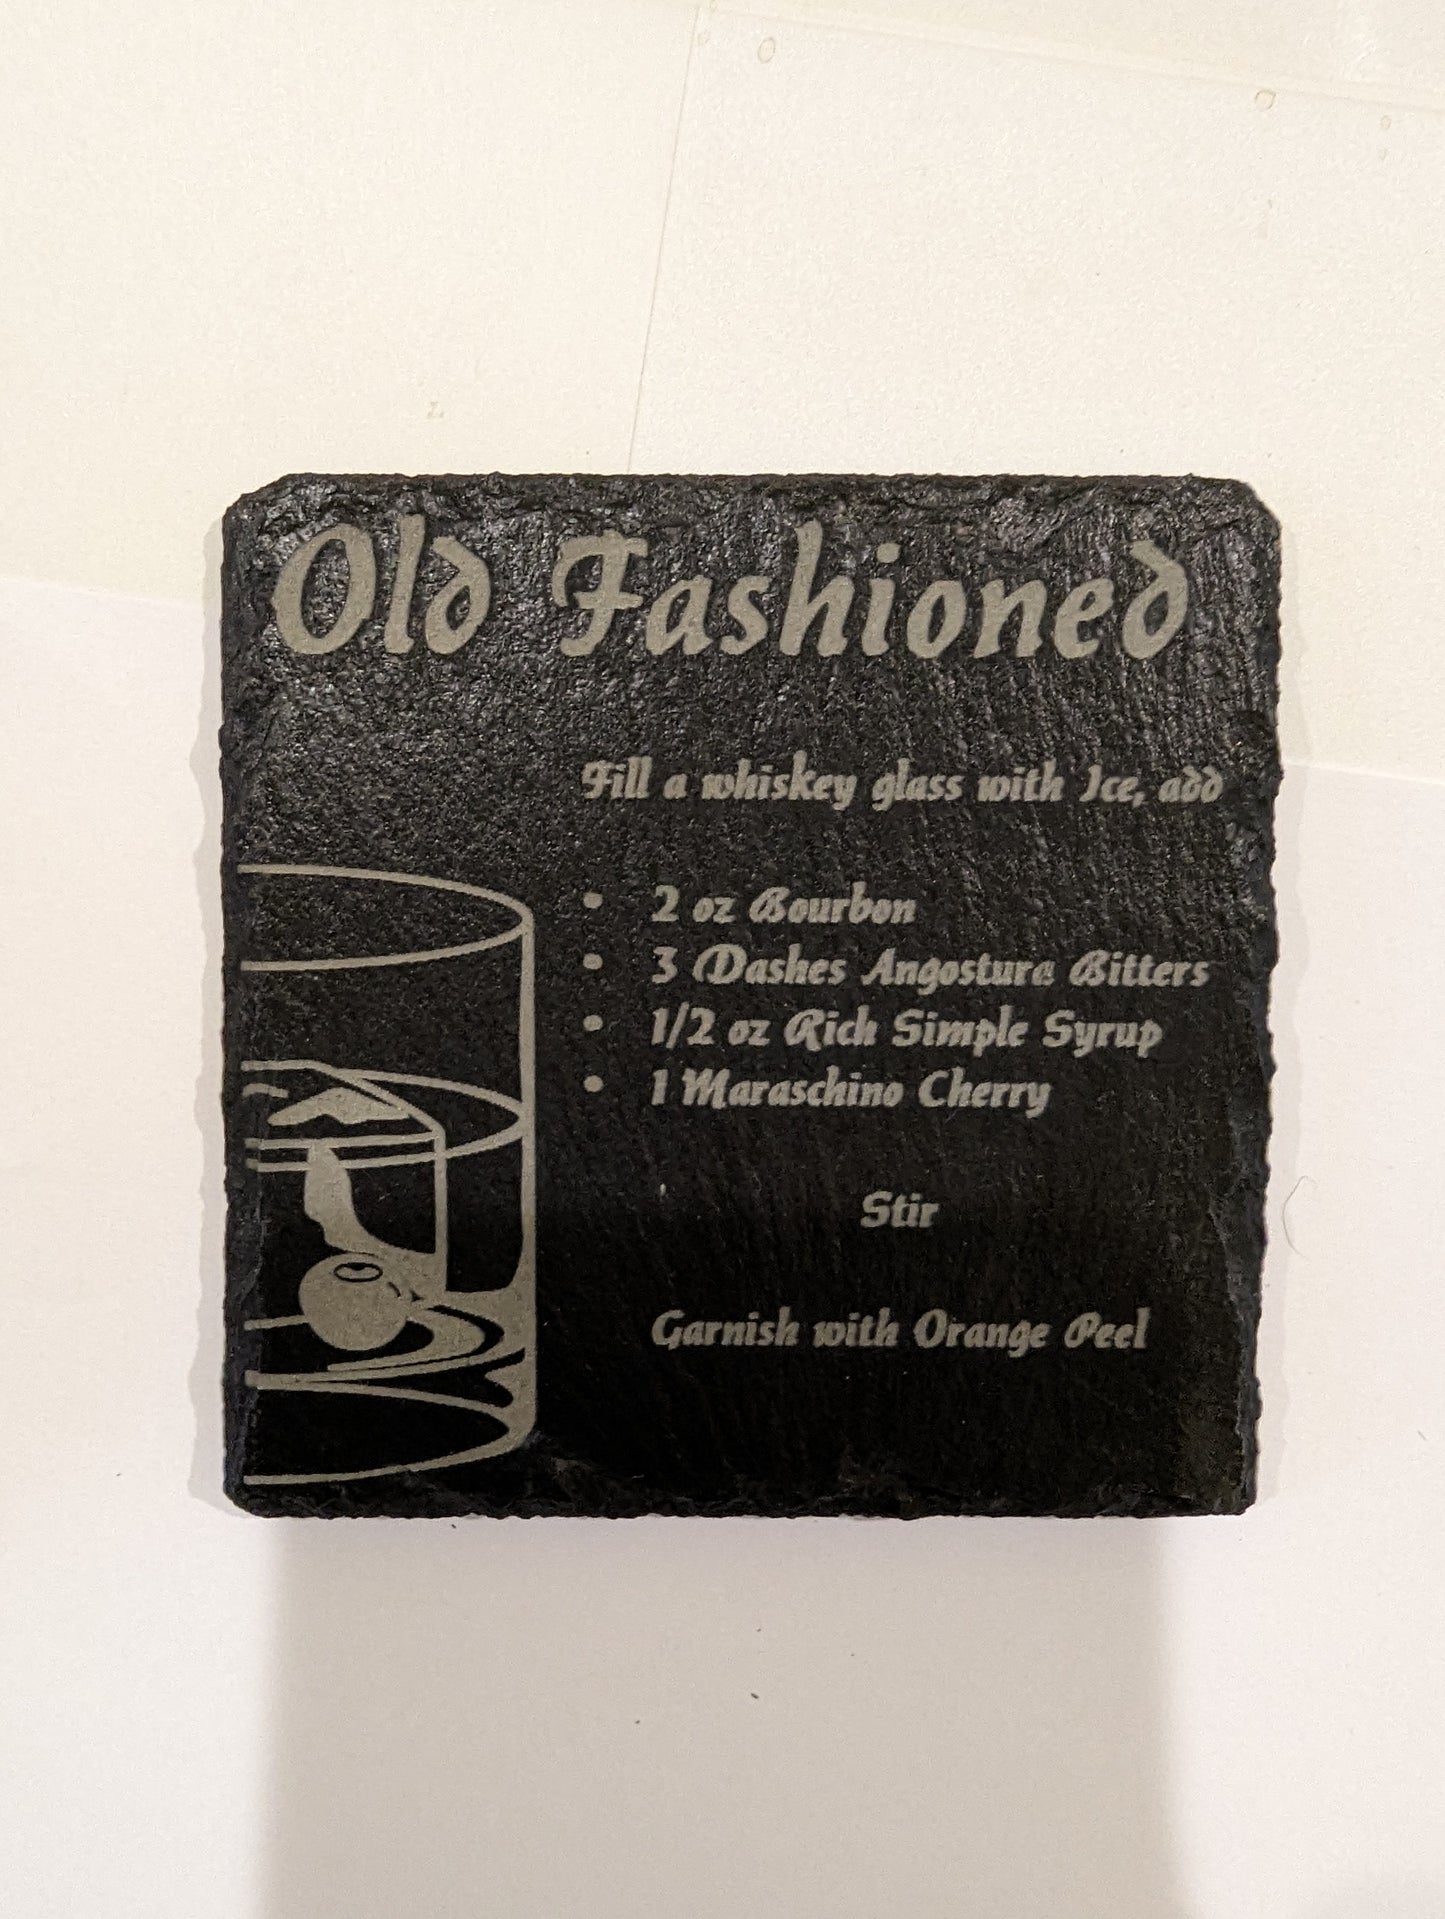 Old Fashioned
Fill a whiskey glass with Ice, add
• 2 oz Bourbon
• 3 Dashes Angostura Bitters
• 1/2 oz Rich Simple Syrup
• 1 Maraschino Cherry
Stir
Garnish with Orange Peel